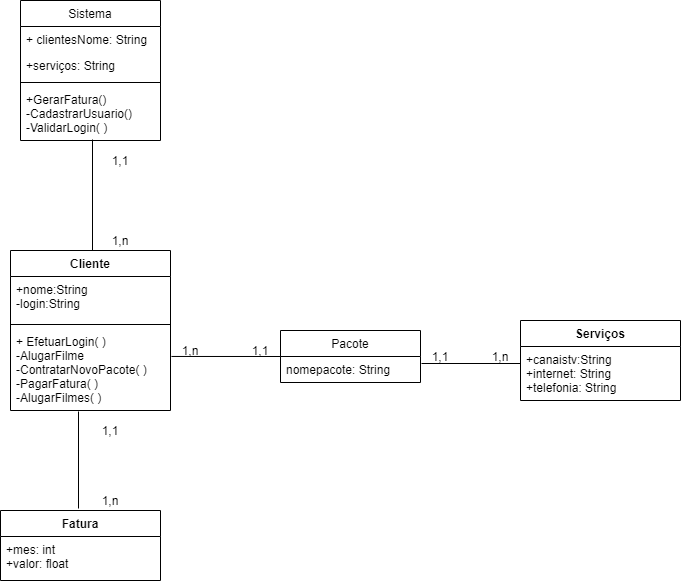 Sistema
+ clientesNome: String
+serviços: String
+GerarFatura()
-CadastrarUsuario()
-ValidarLogin( )
1,1
1,n
Cliente
+nome:String
-login:String
+ EfetuarLogin( )
-AlugarFilme
-ContratarNovoPacote( )
-PagarFatura( )
-AlugarFilmes( )
1,n
1,1
Pacote
nomepacote: String
1,1
1,n
Serviços
+canaistv:String
+internet: String
+telefonia: String
1,1
1,n
Fatura
+mes: int
+valor: float